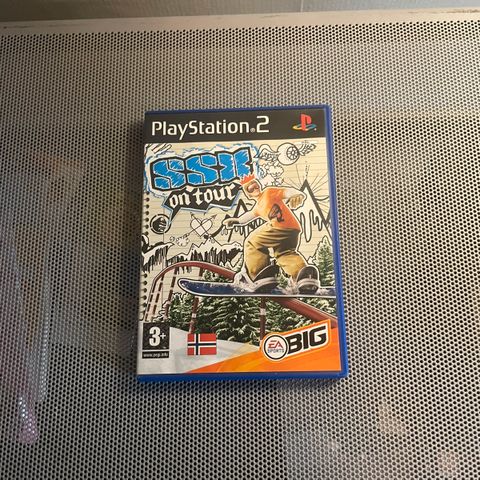 PlayStation®2
SSX
on tour
3+
www.pegi.info
EA
SPORTS
BIG